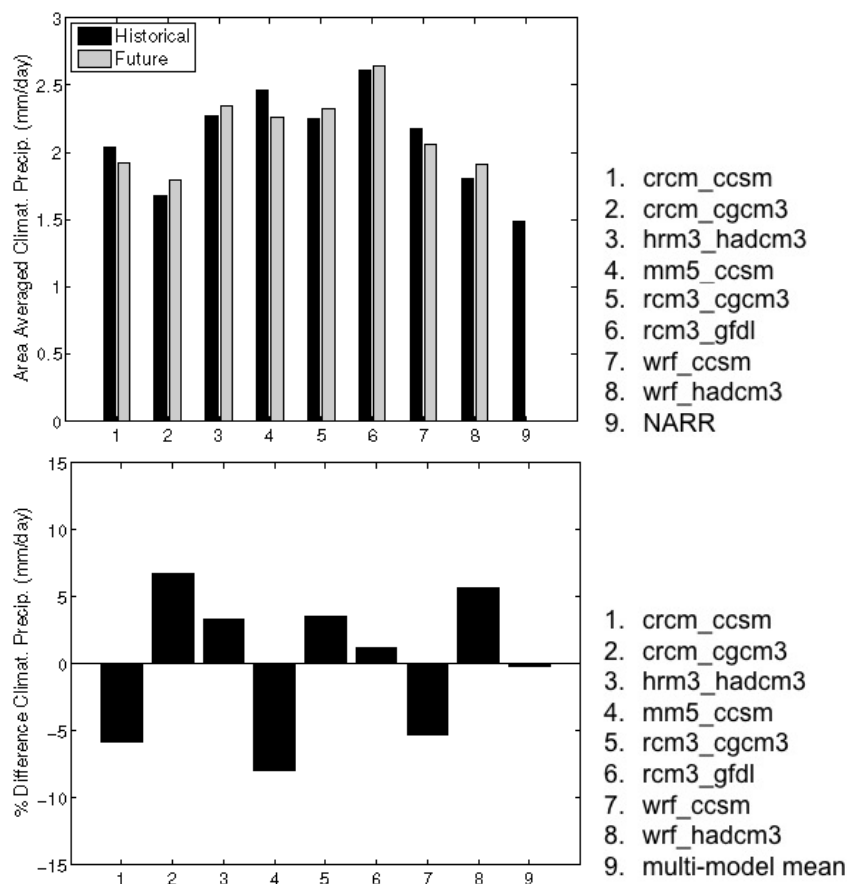 Historical
Future
Area Averaged Climat. Precip. (mm/day)
3
2.5
2
1.5
1
0.5
0
1 2 3 4 5 6 7 8 9
1. crcm_ccsm
2. crcm_cgcm3
3. hrm3_hadcm3
4. mm5_ccsm
5. rcm3_cgcm3
6. rcm3_gfdl
7. wrf_ccsm
8. wrf_hadcm3
9. NARR
% Difference Climat. Precip. (mm/day)
15
10
5
0
−5
−10
−15
1 2 3 4 5 6 7 8 9
1. crcm_ccsm
2. crcm_cgcm3
3. hrm3_hadcm3
4. mm5_ccsm
5. rcm3_cgcm3
6. rcm3_gfdl
7. wrf_ccsm
8. wrf_hadcm3
9. multi-model mean